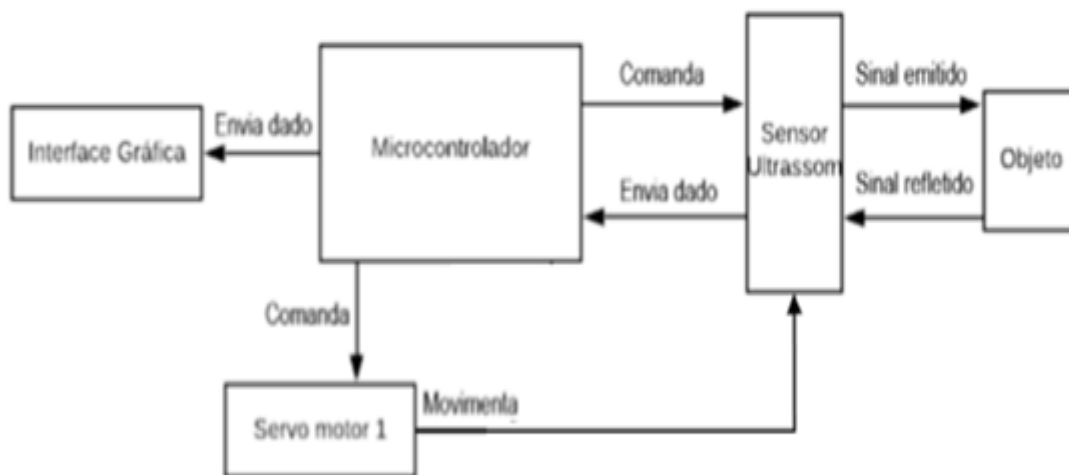 Interface Gráfica
Envia dado
Microcontrolador
Comanda
Envia dado
Sensor
Ultrassom
Sinal emitido
Sinal refletido
Objeto
Comanda
Servo motor 1
Movimenta